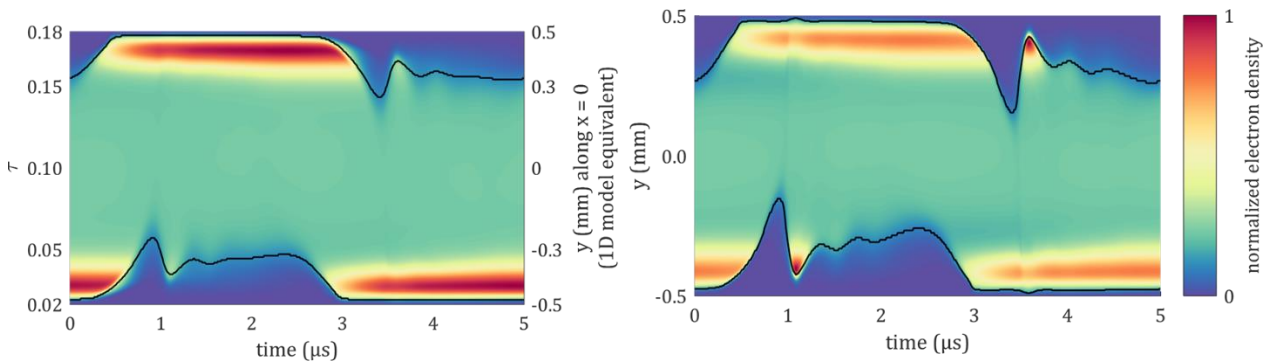 0.18
0.15
0.10
0.05
0.02
τ
0 1 2 3 4 5
time (μs)
0.5
0.3
0
-0.3
-0.5
y (mm) along x = 0
(1D model equivalent)
0.5
0.0
-0.5
y (mm)
0 1 2 3 4 5
time (μs)
1
0
normalized electron density